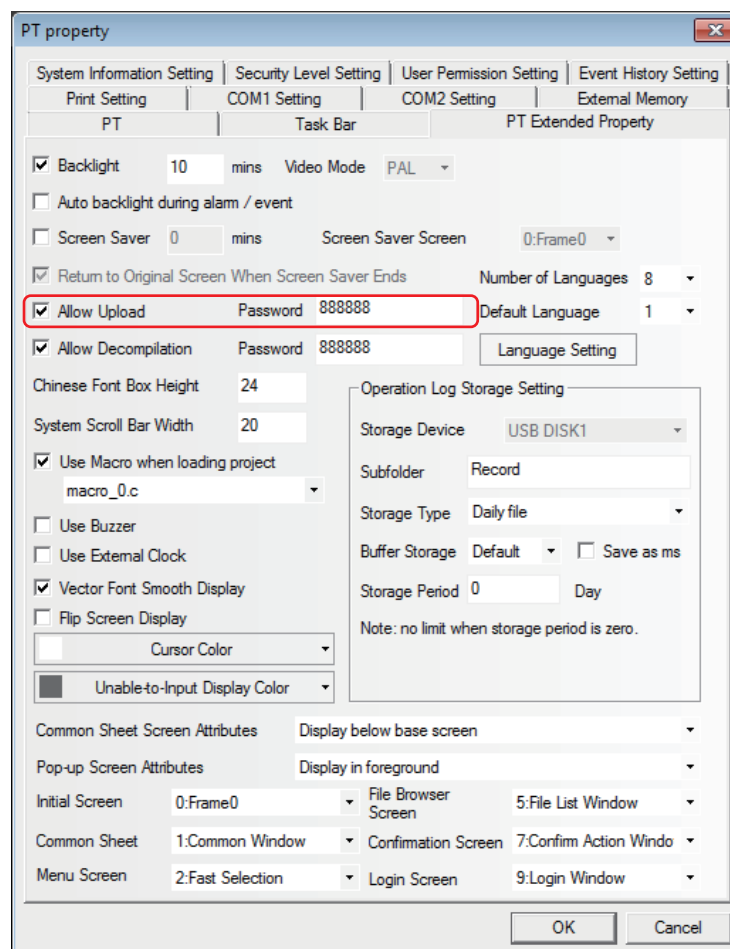 PT property
System Information Setting Security Level Setting User Permission Setting Event History Setting
Print Setting COM1 Setting COM2 Setting External Memory
PT Task Bar PT Extended Property
Backlight 10 mins Video Mode PAL
Auto backlight during alarm / event
Screen Saver 0 mins Screen Saver Screen 0:Frame0
Return to Original Screen When Screen Saver Ends Number of Languages 8
Allow Upload Password 888888 Default Language 1
Allow Decompilation Password 888888 Language Setting
Chinese Font Box Height 24
System Scroll Bar Width 20
Use Macro when loading project
macro_0.c
Use Buzzer
Use External Clock
Vector Font Smooth Display
Flip Screen Display
Cursor Color
Unable-to-Input Display Color
Operation Log Storage Setting
Storage Device USB DISK1
Subfolder Record
Storage Type Daily file
Buffer Storage Default Save as ms
Storage Period 0 Day
Note: no limit when storage period is zero.
Common Sheet Screen Attributes Display below base screen
Pop-up Screen Attributes Display in foreground
Initial Screen 0:Frame0 File Browser Screen 5:File List Window
Common Sheet 1:Common Window Confirmation Screen 7:Confirm Action Windo
Menu Screen 2:Fast Selection Login Screen 9:Login Window
OK Cancel